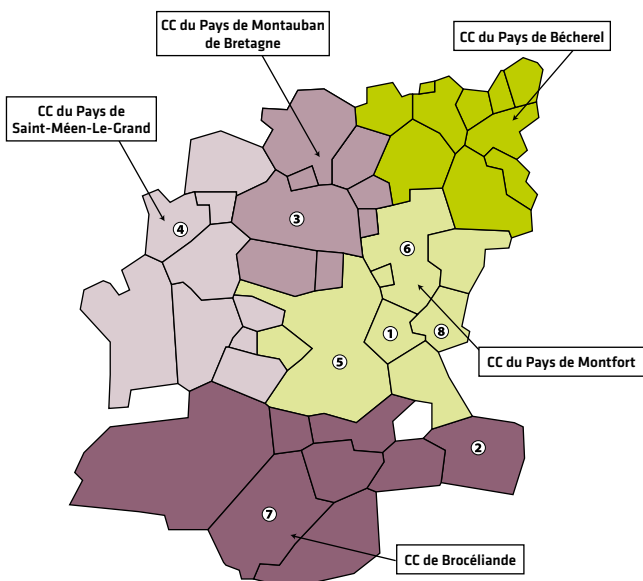 CC du Pays de Montauban
de Bretagne
CC du Pays de Bécherel
CC du Pays de
Saint-Méen-Le-Grand
4
3
6
1
8
5
CC du Pays de Montfort
2
7
CC de Brocéliande